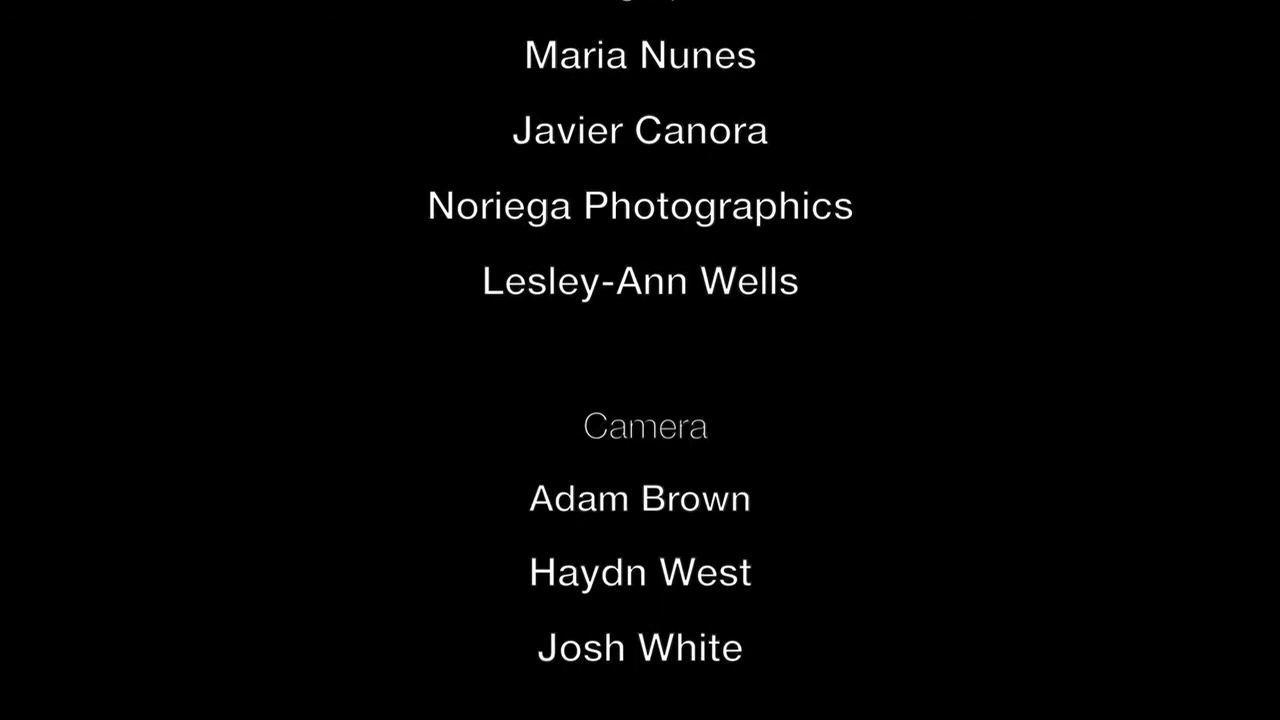 Maria Nunes
Javier Canora
Noriega Photographics
Lesley-Ann Wells
Camera
Adam Brown
Haydn West
Josh White